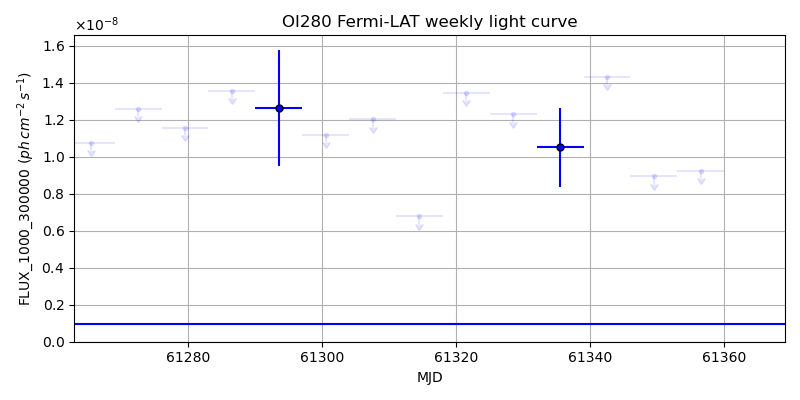 OI280 Fermi-LAT weekly light curve
×10⁻⁸
1.6
1.4
1.2
1.0
0.8
0.6
0.4
0.2
0.0
FLUX_1000_300000 (ph cm⁻² s⁻¹)
61280 61300 61320 61340 61360
MJD